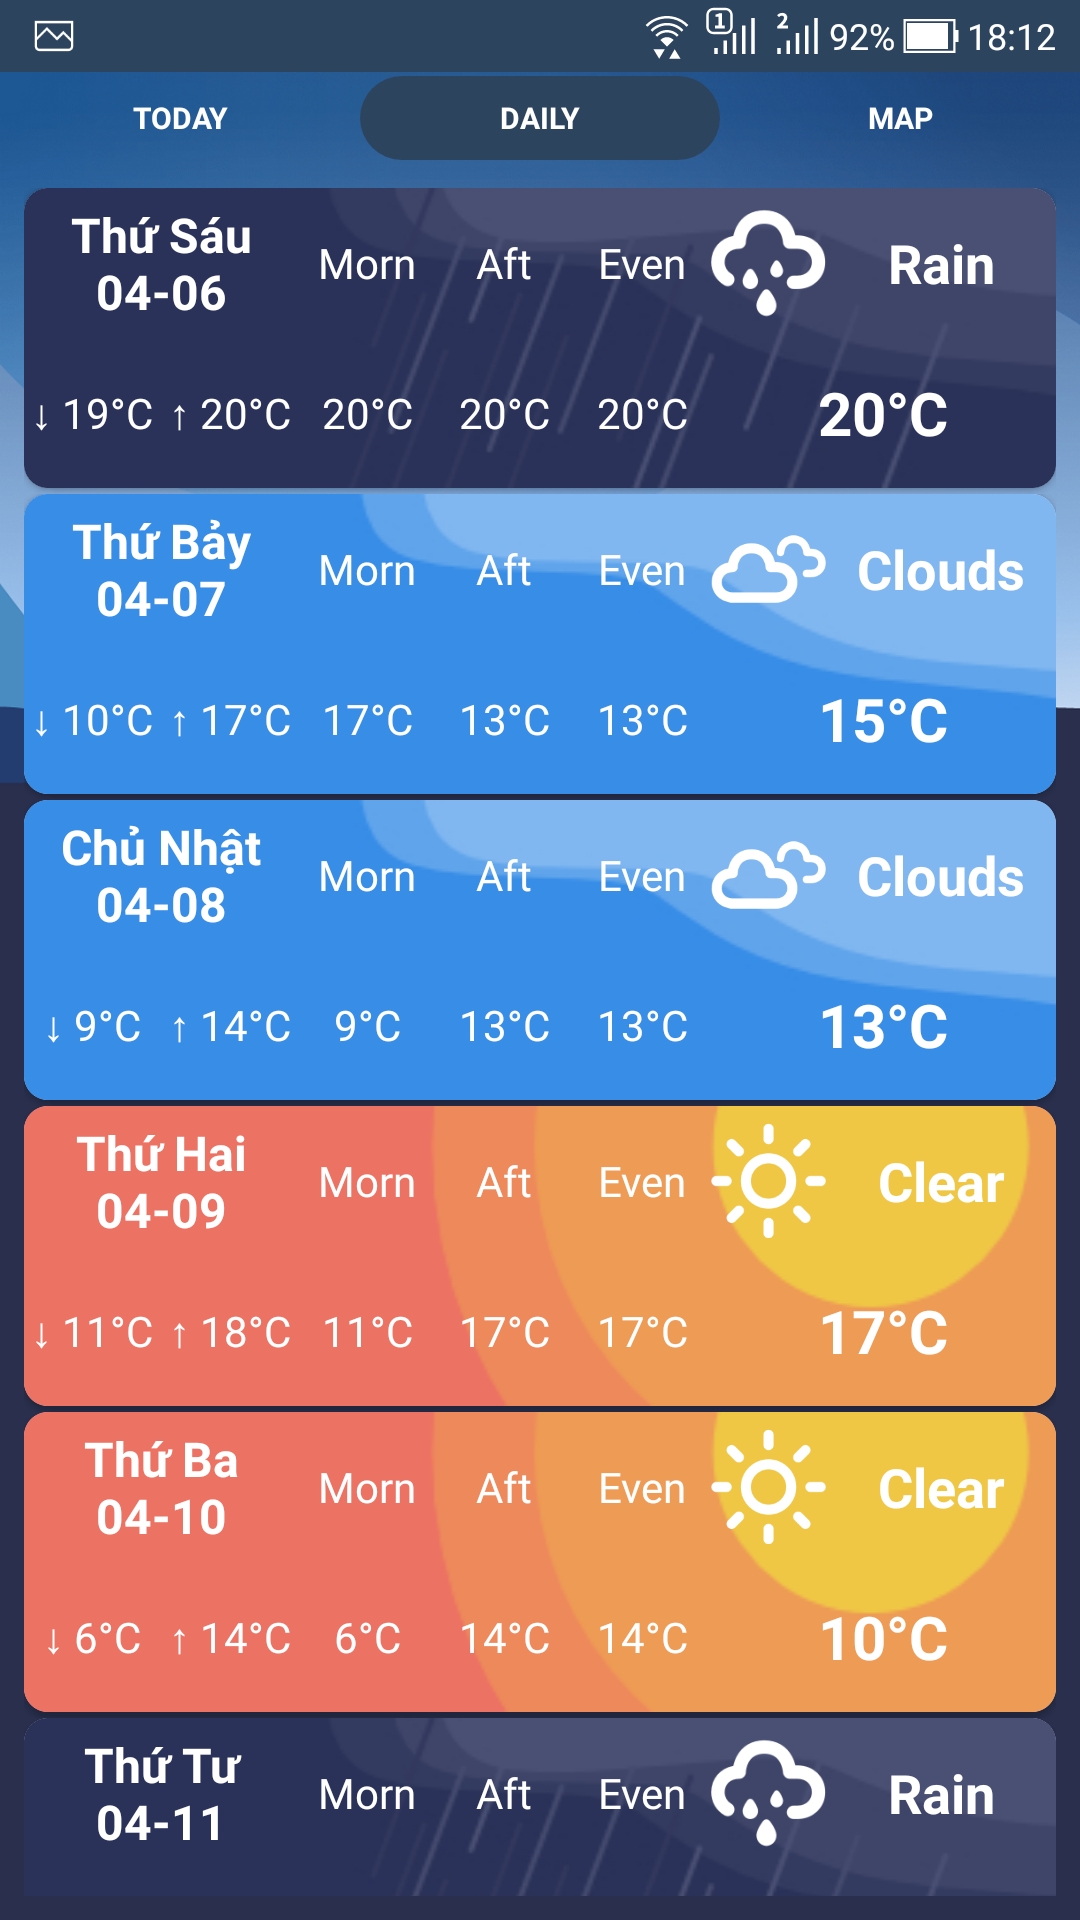 1 2 92% 18:12
TODAY DAILY MAP
Thứ Sáu
04-06
Morn Aft Even Rain
↓ 19°C ↑ 20°C 20°C 20°C 20°C 20°C
Thứ Bảy
04-07
Morn Aft Even Clouds
↓ 10°C ↑ 17°C 17°C 13°C 13°C 15°C
Chủ Nhật
04-08
Morn Aft Even Clouds
↓ 9°C ↑ 14°C 9°C 13°C 13°C 13°C
Thứ Hai
04-09
Morn Aft Even Clear
↓ 11°C ↑ 18°C 11°C 17°C 17°C 17°C
Thứ Ba
04-10
Morn Aft Even Clear
↓ 6°C ↑ 14°C 6°C 14°C 14°C 10°C
Thứ Tư
04-11
Morn Aft Even Rain